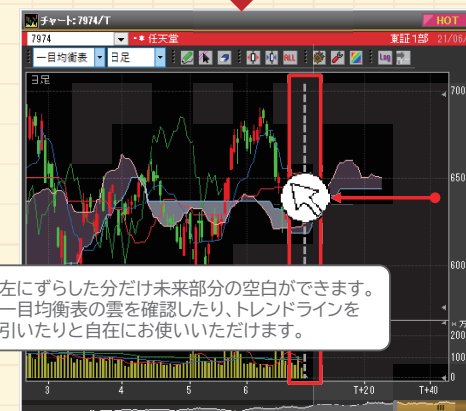 チャート:7974/T
HOT
7974
・* 任天堂
東証1部 21/06/
一目均衡表
日足
ALL
Log
日足
700
650
600
左にずらした分だけ未来部分の空白ができます。
一目均衡表の雲を確認したり、トレンドラインを
引いたりと自在にお使いいただけます。
×万
200
100
0
3 4 5 6 T+20 T+40